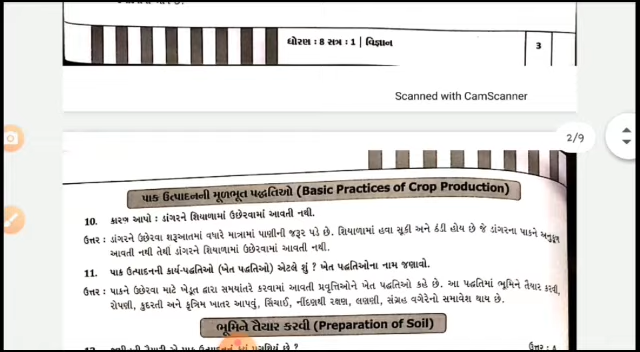 ધોરણ : 8 સત્ર : 1 | વિજ્ઞાન
3
Scanned with CamScanner
2/9
પાક ઉત્પાદનની મૂળભૂત પદ્ધતિઓ (Basic Practices of Crop Production)
10. કારણ આપો : ડાંગરને શિયાળામાં ઉછેરવામાં આવતી નથી.
ઉત્તર : ડાંગરને ઉછેરવા શરૂઆતમાં વધારે માત્રામાં પાણીની જરૂર પડે છે. શિયાળામાં હવા સૂકી અને ઠંડી હોય છે જે ડાંગરના પાકને અનુકૂળ
આવતી નથી તેથી ડાંગરને શિયાળામાં ઉછેરવામાં આવતી નથી.
11. પાક ઉત્પાદનની કાર્ય-પદ્ધતિઓ (ખેત પદ્ધતિઓ) એટલે શું ? ખેત પદ્ધતિઓના નામ જણાવો.
ઉત્તર : પાકને ઉછેરવા માટે ખેડૂત દ્વારા સમયાંતરે કરવામાં આવતી પ્રવૃત્તિઓને ખેત પદ્ધતિઓ કહે છે. આ પદ્ધતિમાં ભૂમિને તૈયાર કરવી,
રોપણી, કુદરતી અને કૃત્રિમ ખાતર આપવું, સિંચાઈ, નીંદણથી રક્ષણ, લણણી, સંગ્રહ વગેરેનો સમાવેશ થાય છે.
ભૂમિને તૈયાર કરવી (Preparation of Soil)